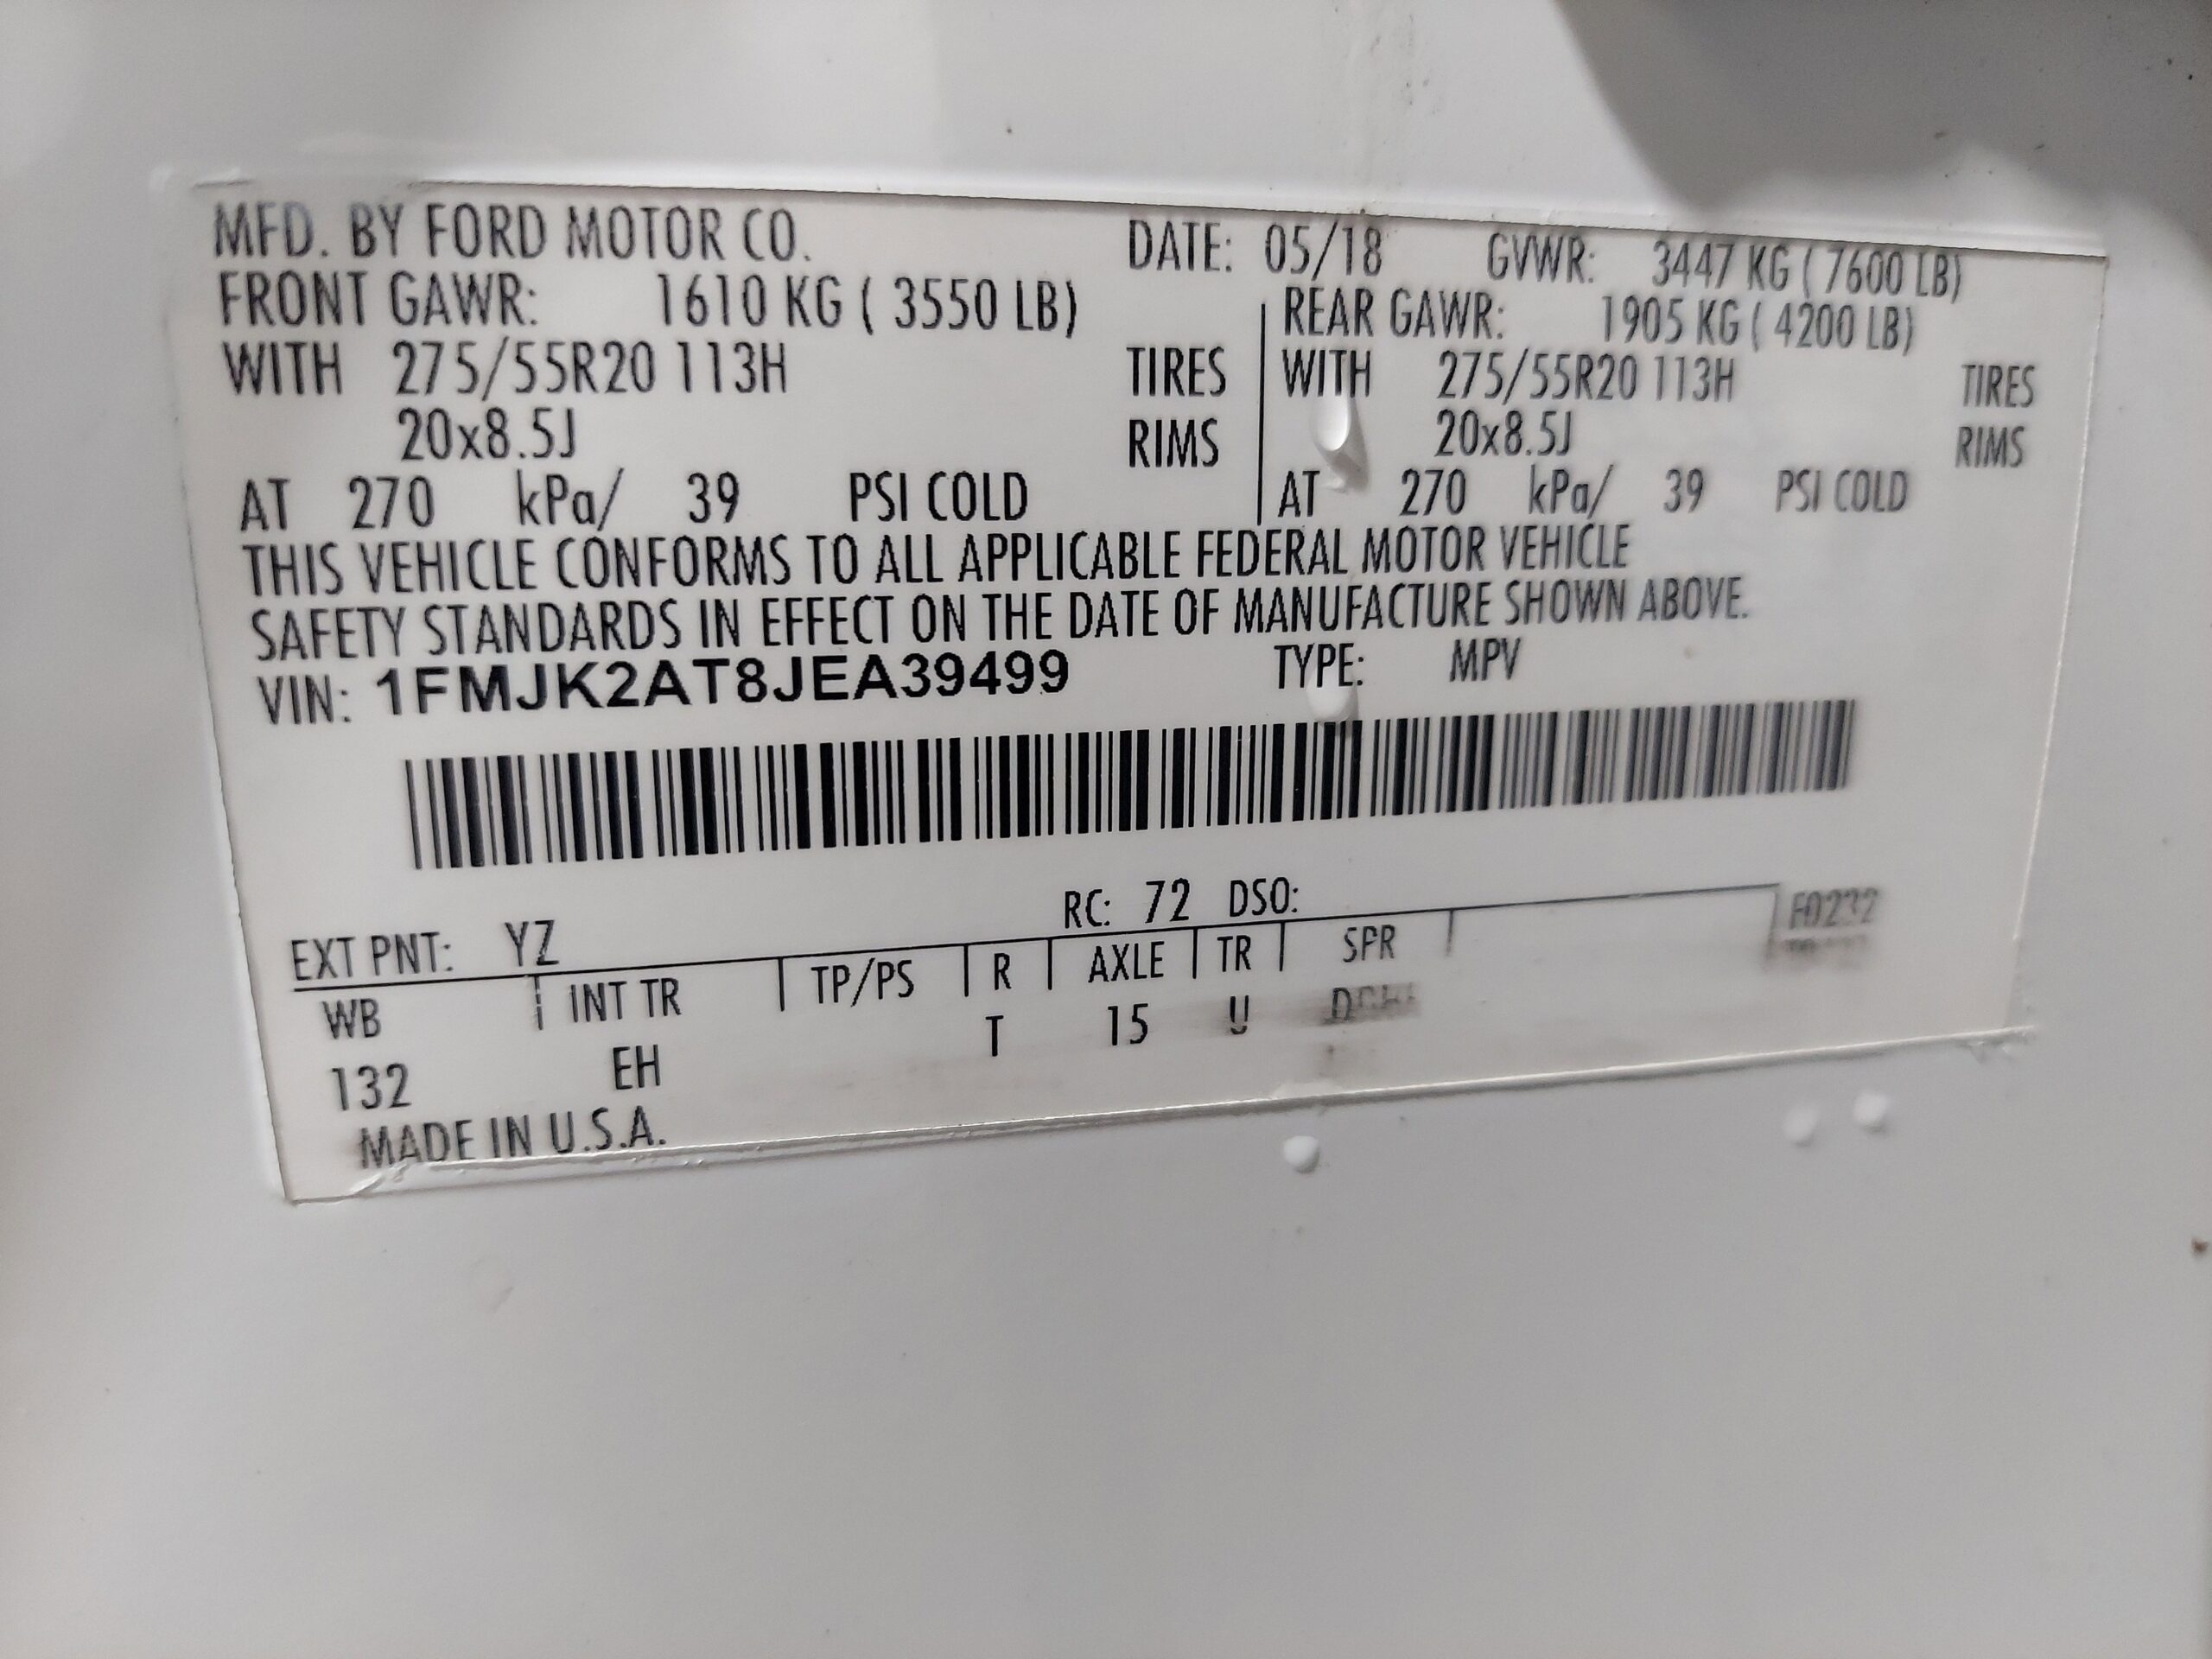 MFD. BY FORD MOTOR CO. DATE: 05/18 GVWR: 3447 KG ( 7600 LB)
FRONT GAWR: 1610 KG ( 3550 LB) REAR GAWR: 1905 KG ( 4200 LB)
WITH 275/55R20 113H TIRES WITH 275/55R20 113H TIRES
20x8.5J RIMS 20x8.5J RIMS
AT 270 kPa/ 39 PSI COLD AT 270 kPa/ 39 PSI COLD
THIS VEHICLE CONFORMS TO ALL APPLICABLE FEDERAL MOTOR VEHICLE
SAFETY STANDARDS IN EFFECT ON THE DATE OF MANUFACTURE SHOWN ABOVE.
VIN: 1FMJK2AT8JEA39499 TYPE: MPV
EXT PNT: YZ RC: 72 DSO:
WB INT TR TP/PS R AXLE TR SPR
132 EH T 15 U
MADE IN U.S.A.